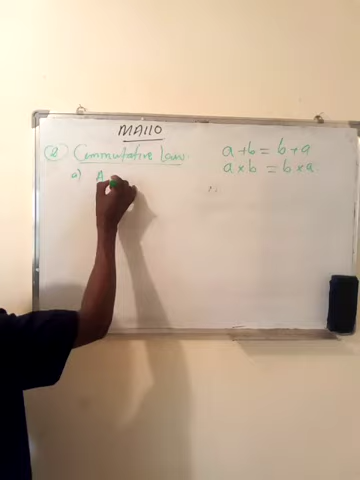 MA110
② Commutative Law
a + b = b + a
a × b = b × a.
a) A